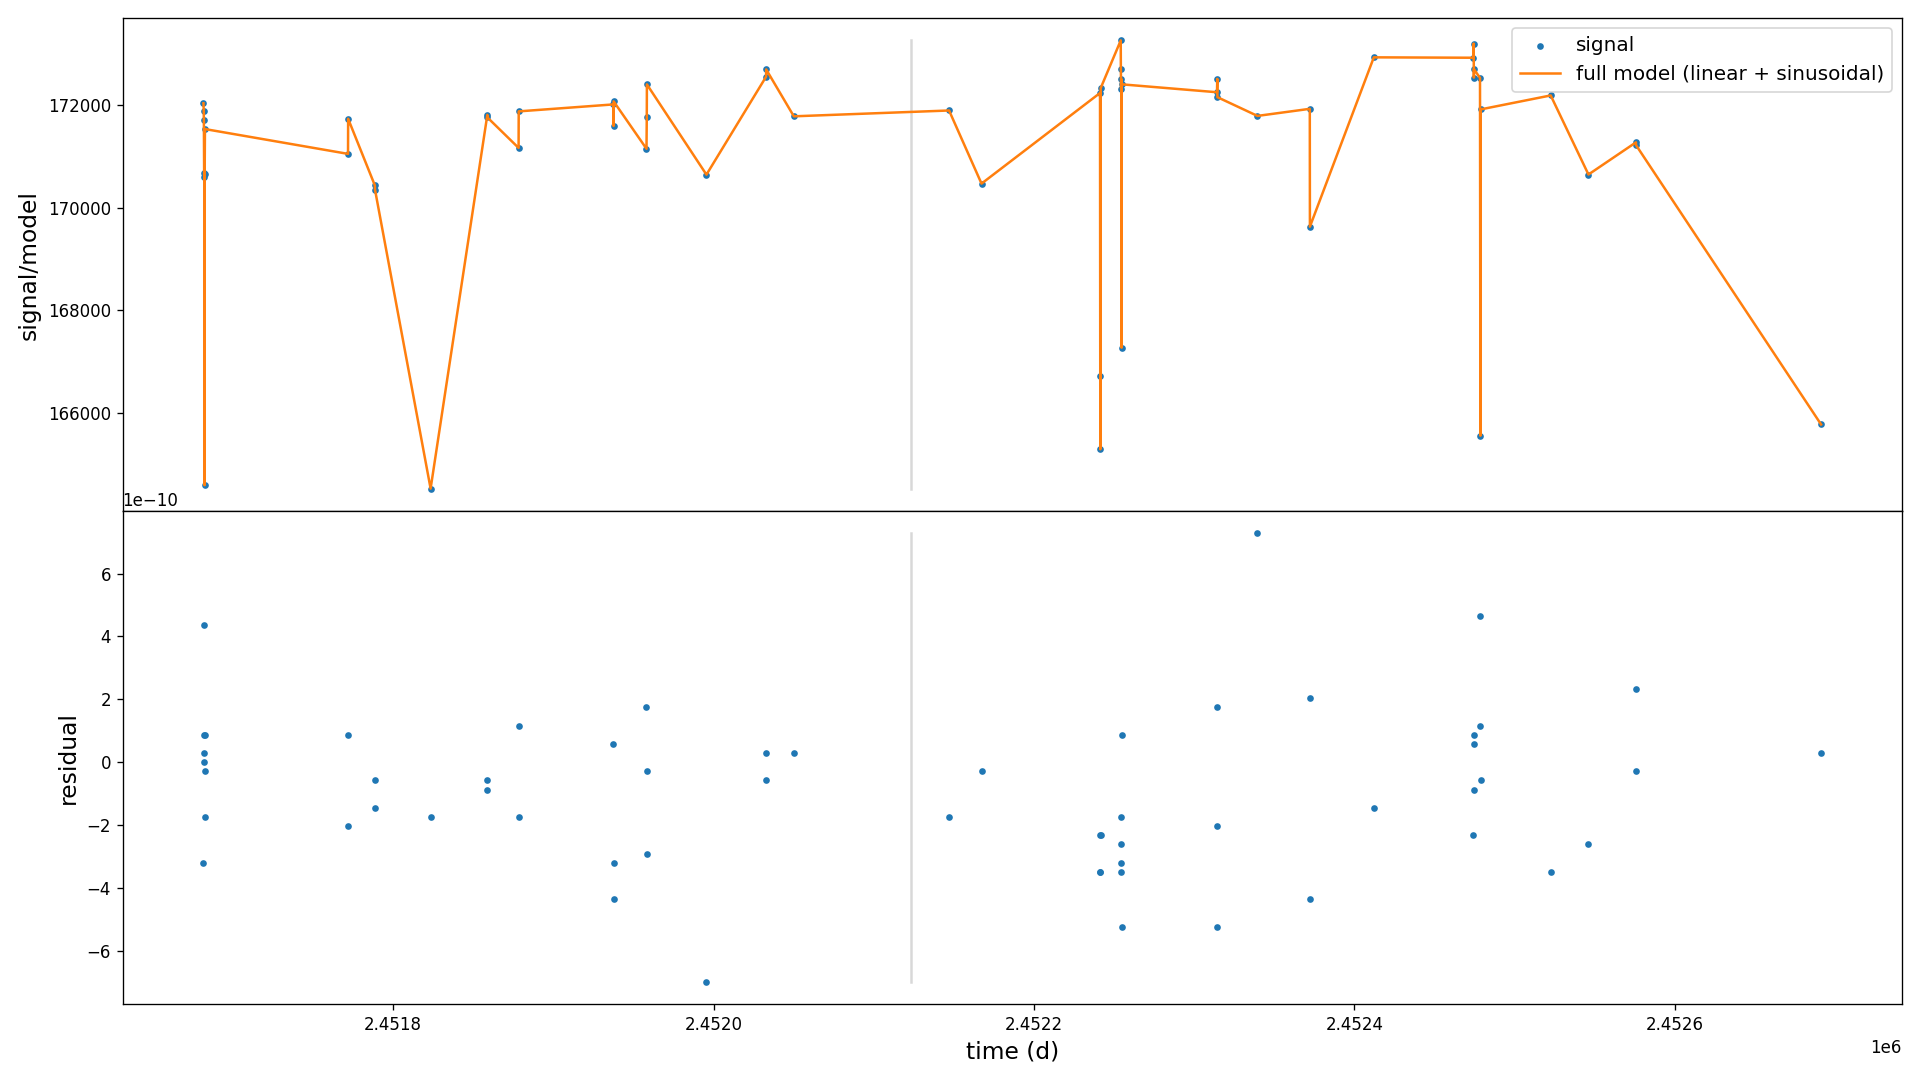 signal
full model (linear + sinusoidal)
172000
170000
168000
166000
signal/model
1e−10
6
4
2
0
−2
−4
−6
residual
2.4518
2.4520
2.4522
2.4524
2.4526
time (d)
1e6